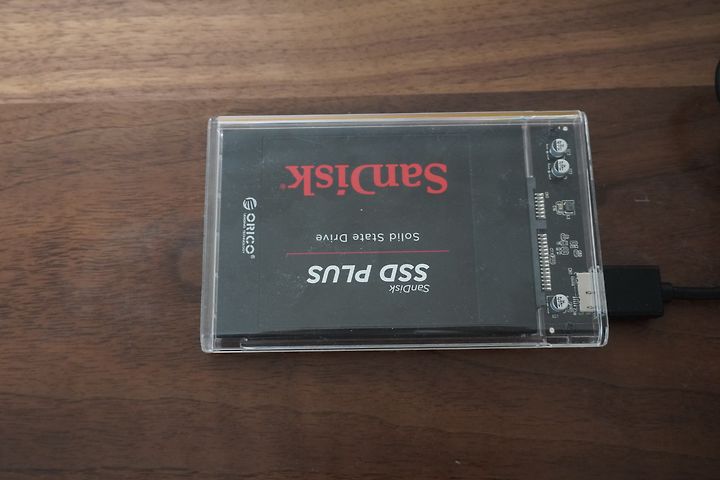 SanDisk
SSD PLUS
Solid State Drive
SanDisk®
ORICO